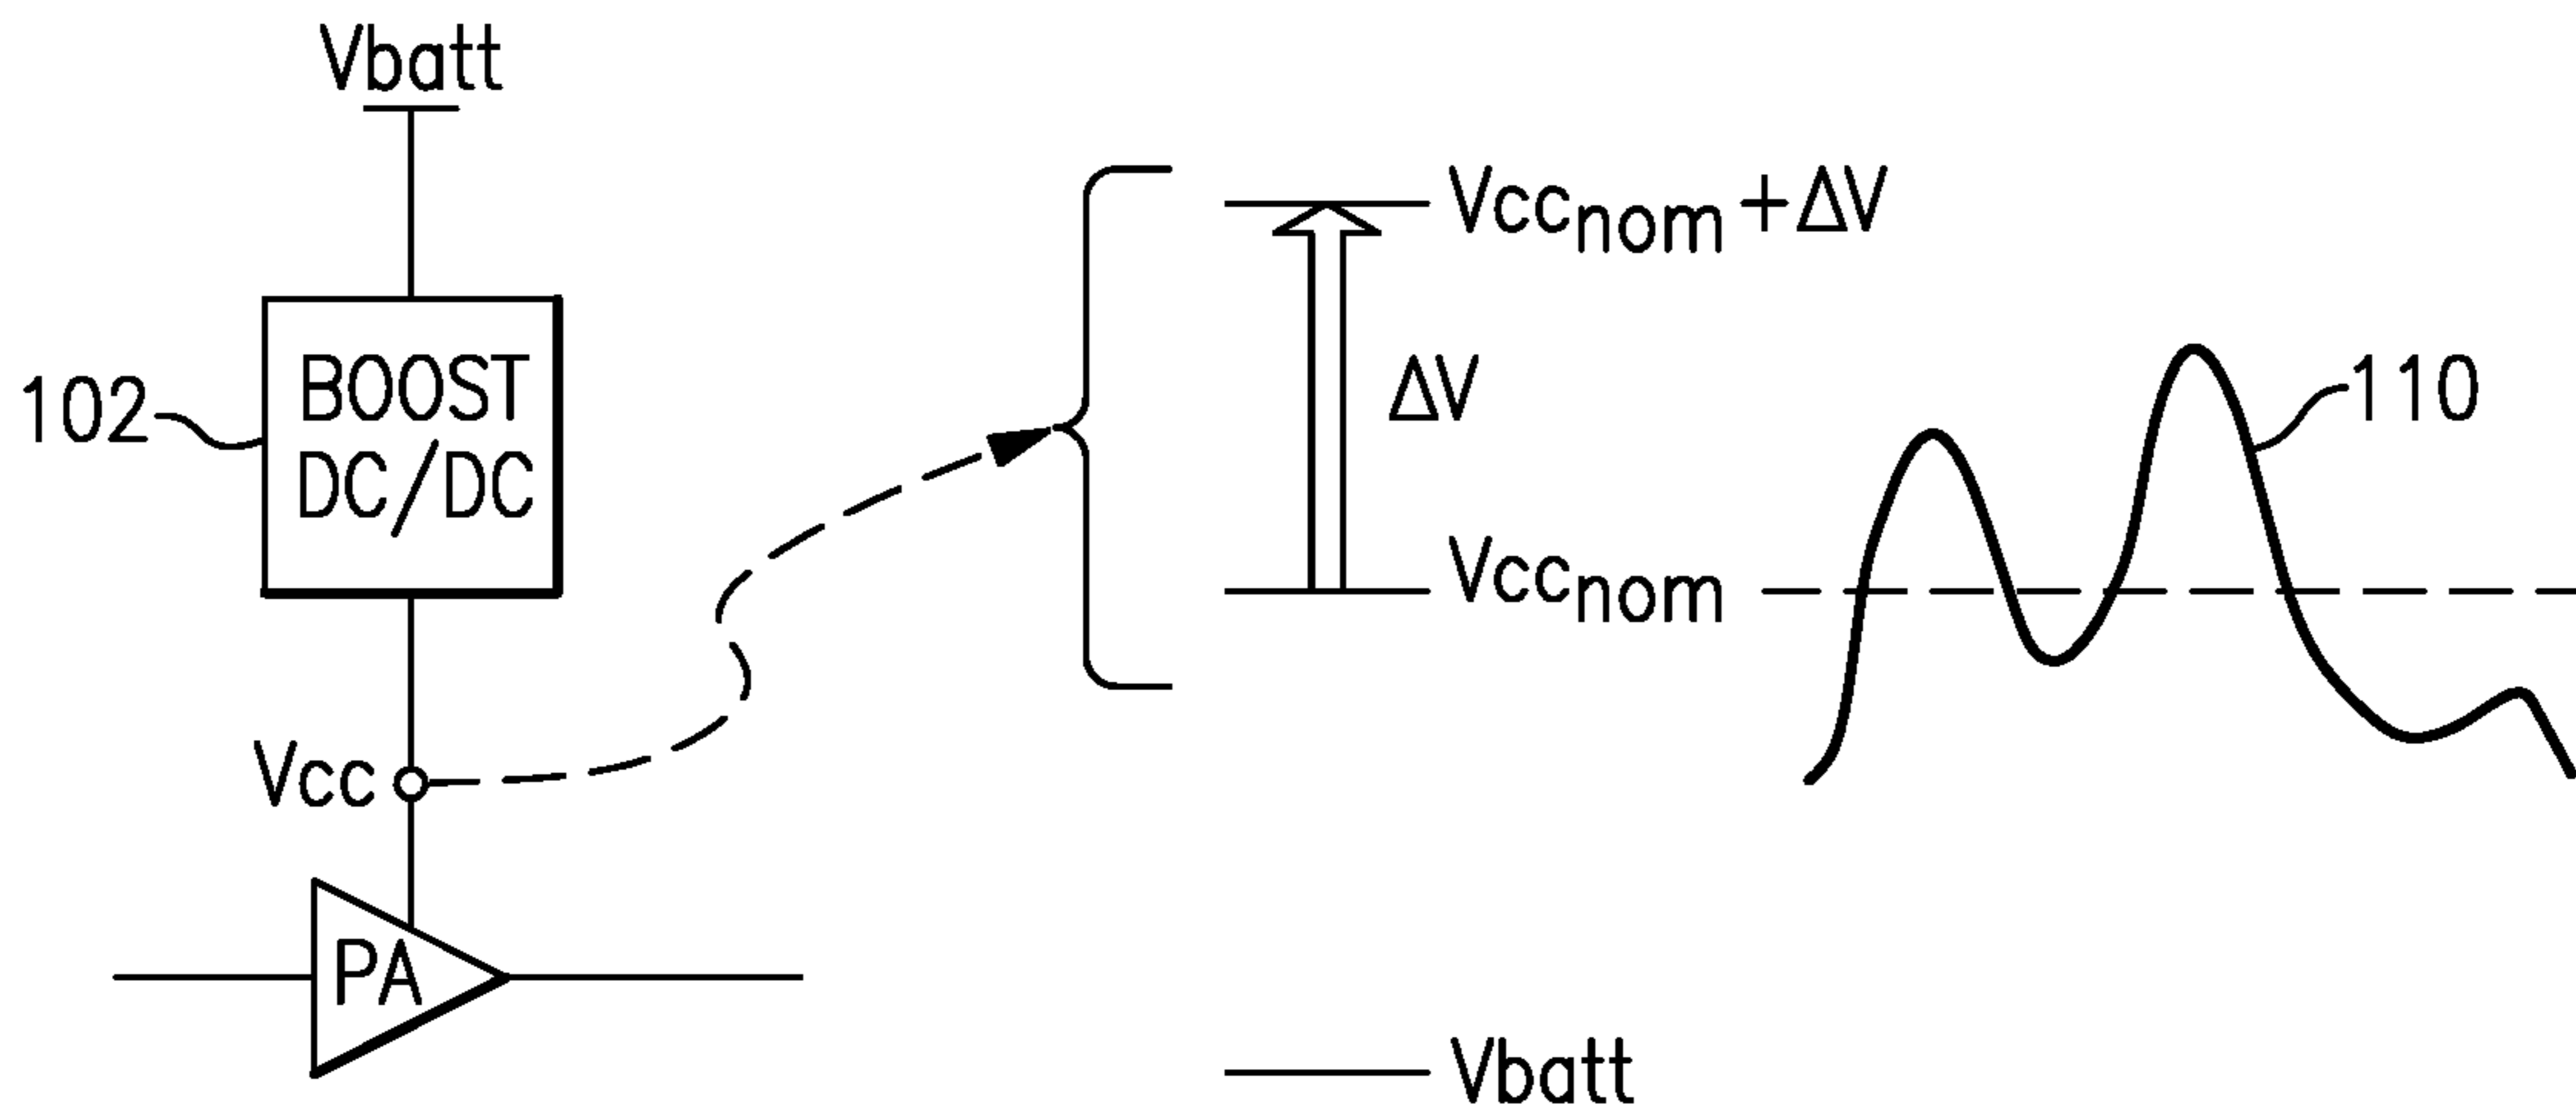 Vbatt
102
BOOST
DC/DC
Vcc
PA
Vccnom+ΔV
ΔV
Vccnom
110
Vbatt